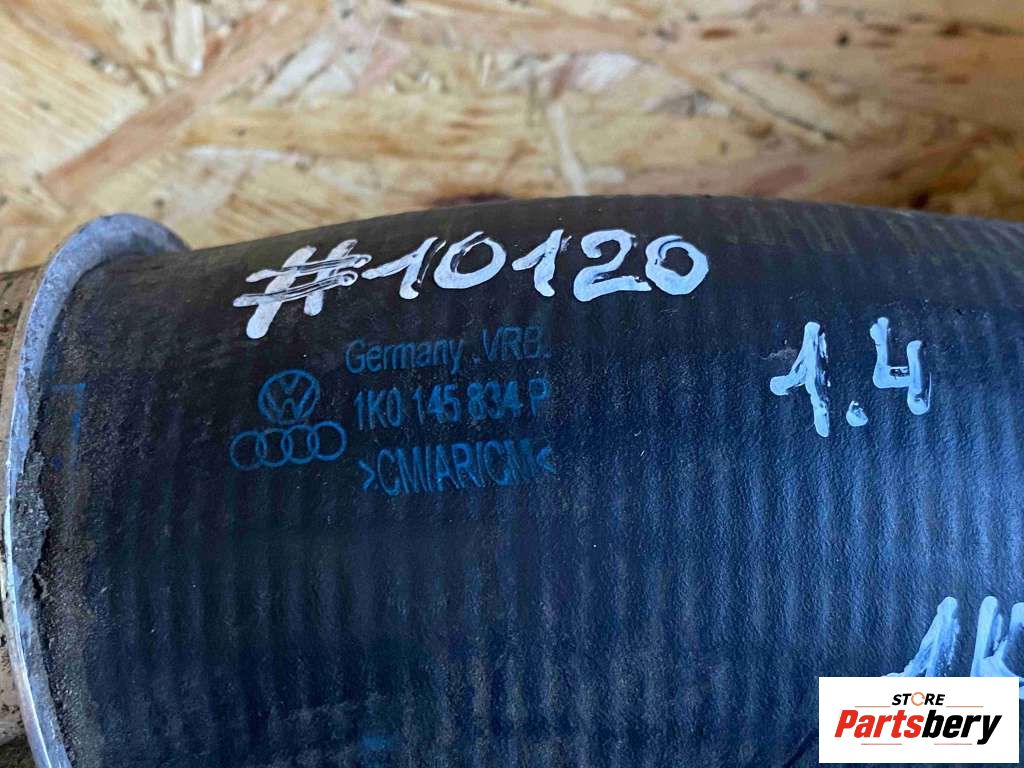 #10120
Germany VRB.
1K0 145 834 P
>CM/AR/CM<
1.4
STORE
Partsbery